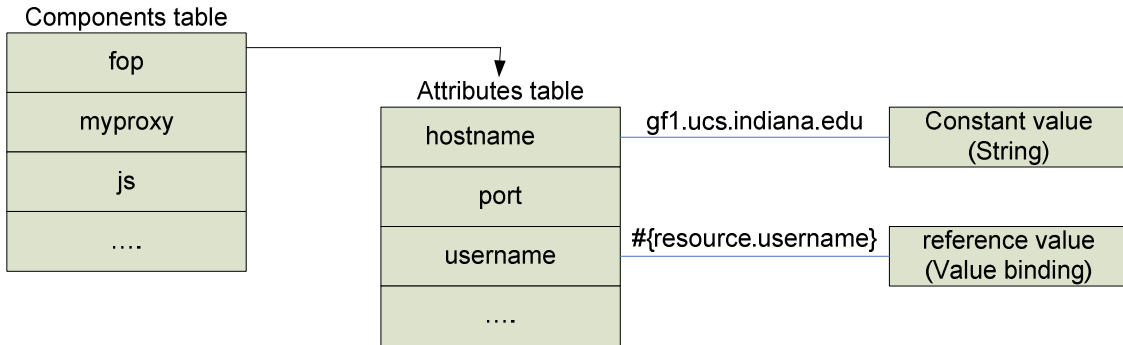 Components table
fop
myproxy
js
….
Attributes table
hostname
port
username
….
gf1.ucs.indiana.edu
Constant value
(String)
#{resource.username}
reference value
(Value binding)